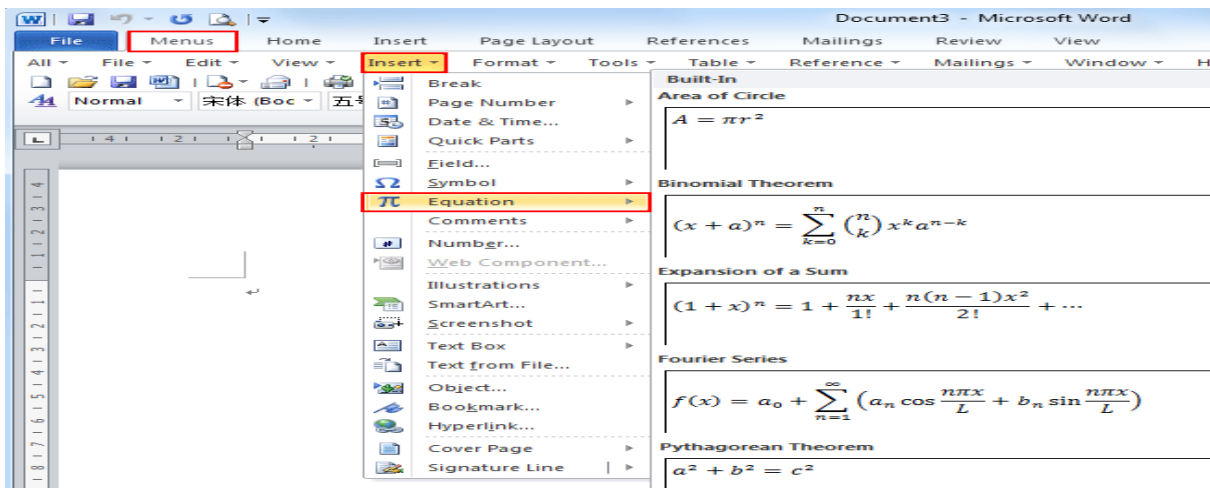 Document3 - Microsoft Word
File Menus Home Insert Page Layout References Mailings Review View
All File Edit View Insert Format Tools Table Reference Mailings Window H
Normal 宋体 (Boc 五号
Break
Page Number
Date & Time...
Quick Parts
Field...
Symbol
Equation
Comments
Number...
Web Component...
Illustrations
SmartArt...
Screenshot
Text Box
Text from File...
Object...
Bookmark...
Hyperlink...
Cover Page
Signature Line
Built-In
Area of Circle
A = πr²
Binomial Theorem
(x + a)ⁿ = ∑ₖ₌₀ⁿ (n k) xᵏaⁿ⁻ᵏ
Expansion of a Sum
(1 + x)ⁿ = 1 + nx/1! + n(n − 1)x²/2! + ⋯
Fourier Series
f(x) = a₀ + ∑ₙ₌₁^∞ (aₙ cos nπx/L + bₙ sin nπx/L)
Pythagorean Theorem
a² + b² = c²